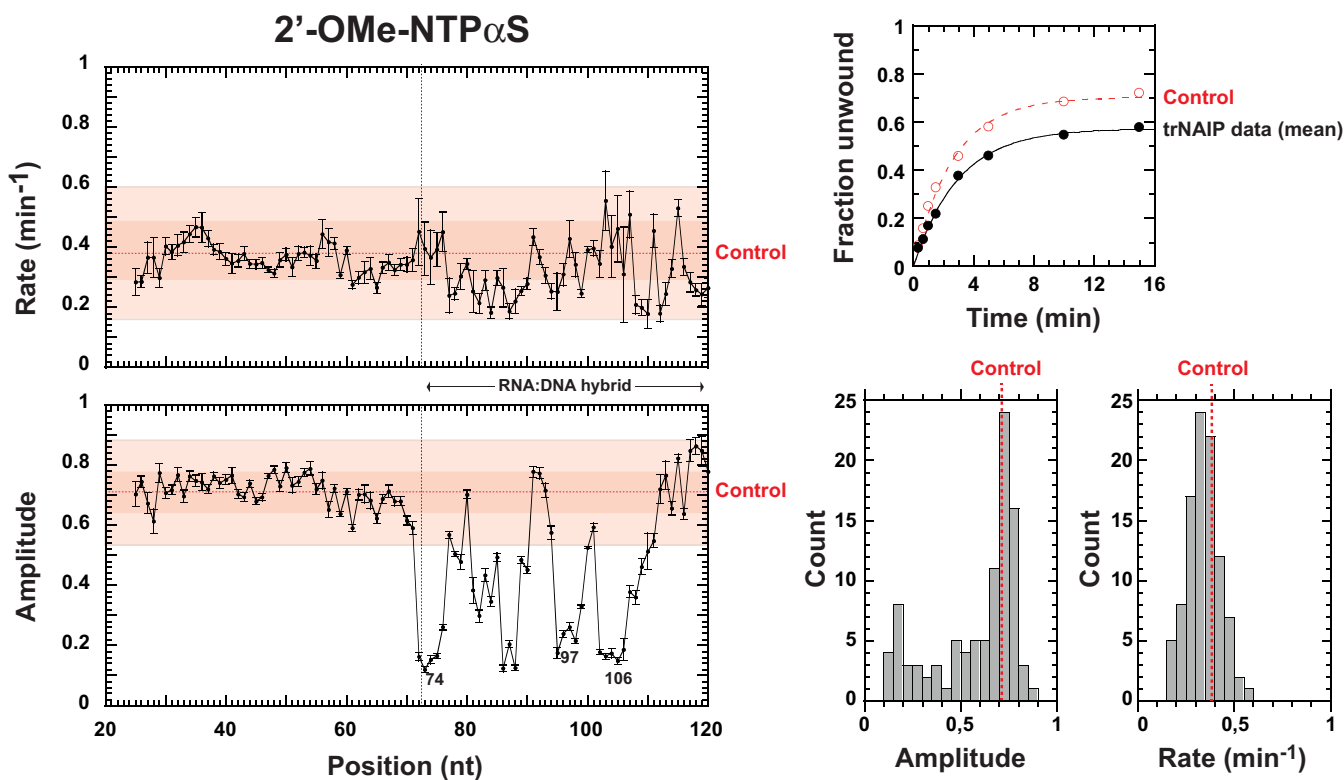 2'-OMe-NTPαS
Rate (min-1)
1
0.8
0.6
0.4
0.2
0
Control
RNA:DNA hybrid
Amplitude
1
0.8
0.6
0.4
0.2
0
Control
74
97
106
20 40 60 80 100 120
Position (nt)
Fraction unwound
1
0.8
0.6
0.4
0.2
0
Control
trNAIP data (mean)
0 4 8 12 16
Time (min)
Control
Count
25
20
15
10
5
0
0 0,5 1
Amplitude
Control
Count
25
20
15
10
5
0
0 0,5 1
Rate (min-1)